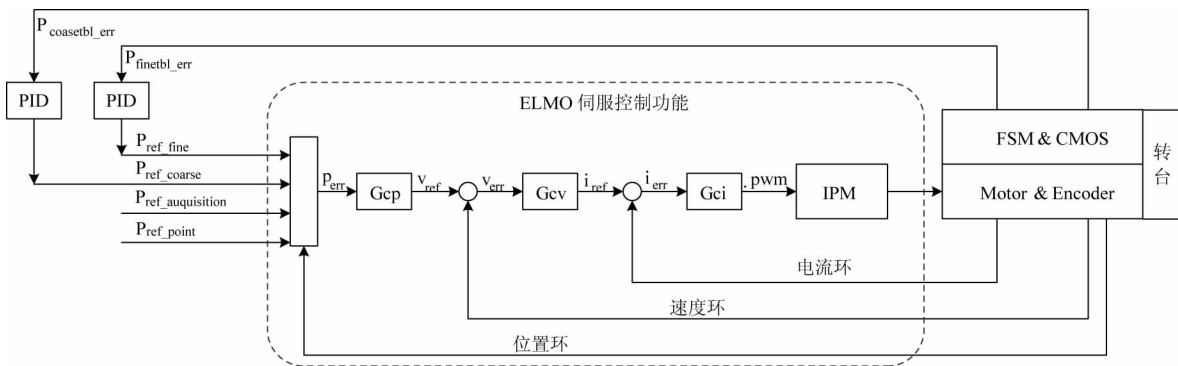 P_coasetbl_err
P_finetbl_err
PID
PID
ELMO 伺服控制功能
P_ref_fine
P_ref_coarse
P_ref_auquisition
P_ref_point
p_err
Gcp
v_ref
v_err
Gcv
i_ref
i_err
Gci
.pwm
IPM
FSM & CMOS
Motor & Encoder
转台
电流环
速度环
位置环